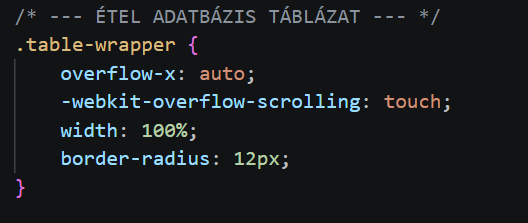 /* --- ÉTEL ADATBÁZIS TÁBLÁZAT --- */
.table-wrapper {
    overflow-x: auto;
    -webkit-overflow-scrolling: touch;
    width: 100%;
    border-radius: 12px;
}